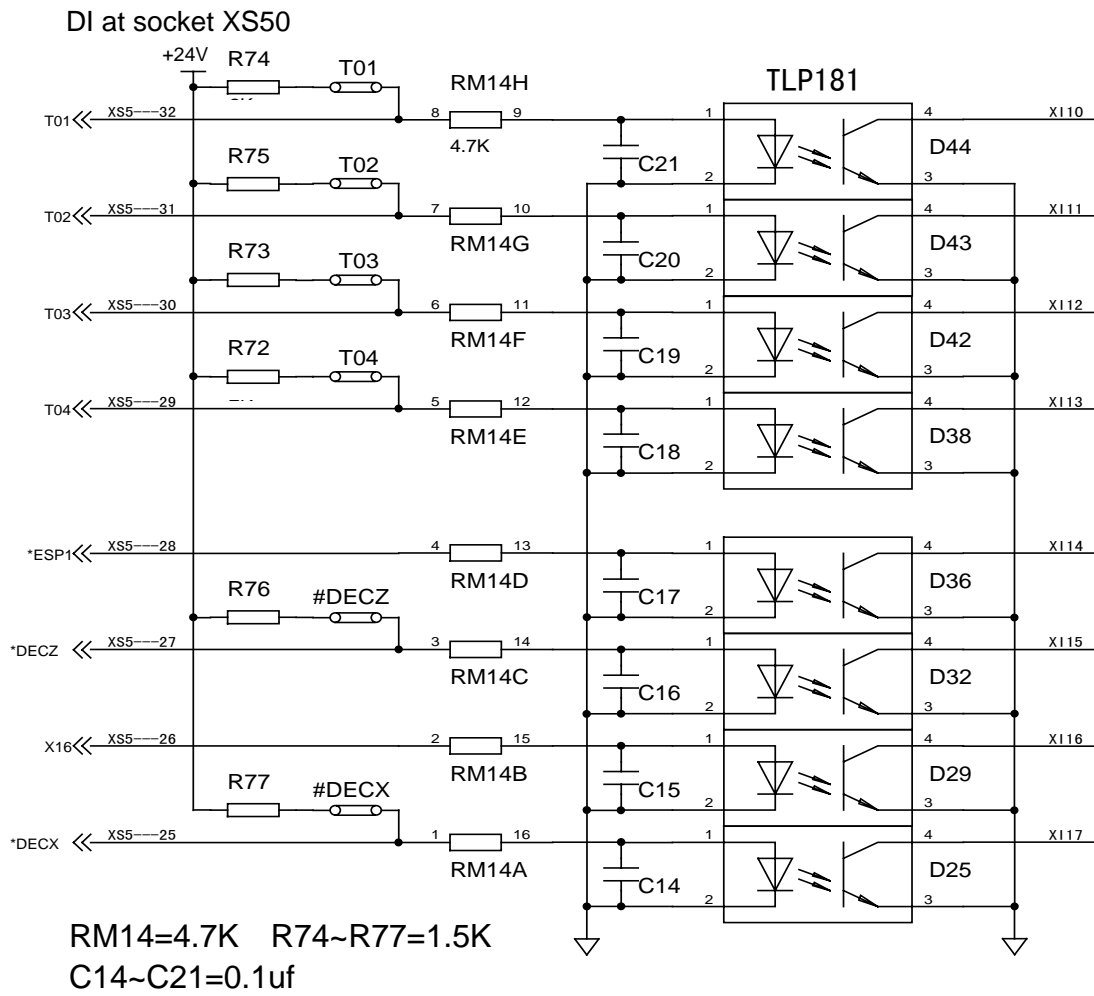 DI at socket XS50
+24V R74 T01 RM14H TLP181
T01 XS5---32 8 9 1 4 XI10
4.7K C21 D44
R75 T02 2 3
T02 XS5---31 7 10 1 4 XI11
RM14G C20 D43
R73 T03 2 3
T03 XS5---30 6 11 1 4 XI12
RM14F C19 D42
R72 T04 2 3
T04 XS5---29 5 12 1 4 XI13
RM14E C18 D38
2 3
*ESP1 XS5---28 4 13 1 4 XI14
RM14D C17 D36
R76 #DECZ 2 3
*DECZ XS5---27 3 14 1 4 XI15
RM14C C16 D32
2 3
X16 XS5---26 2 15 1 4 XI16
RM14B C15 D29
R77 #DECX 2 3
*DECX XS5---25 1 16 1 4 XI17
RM14A C14 D25
2 3
RM14=4.7K R74~R77=1.5K
C14~C21=0.1uf